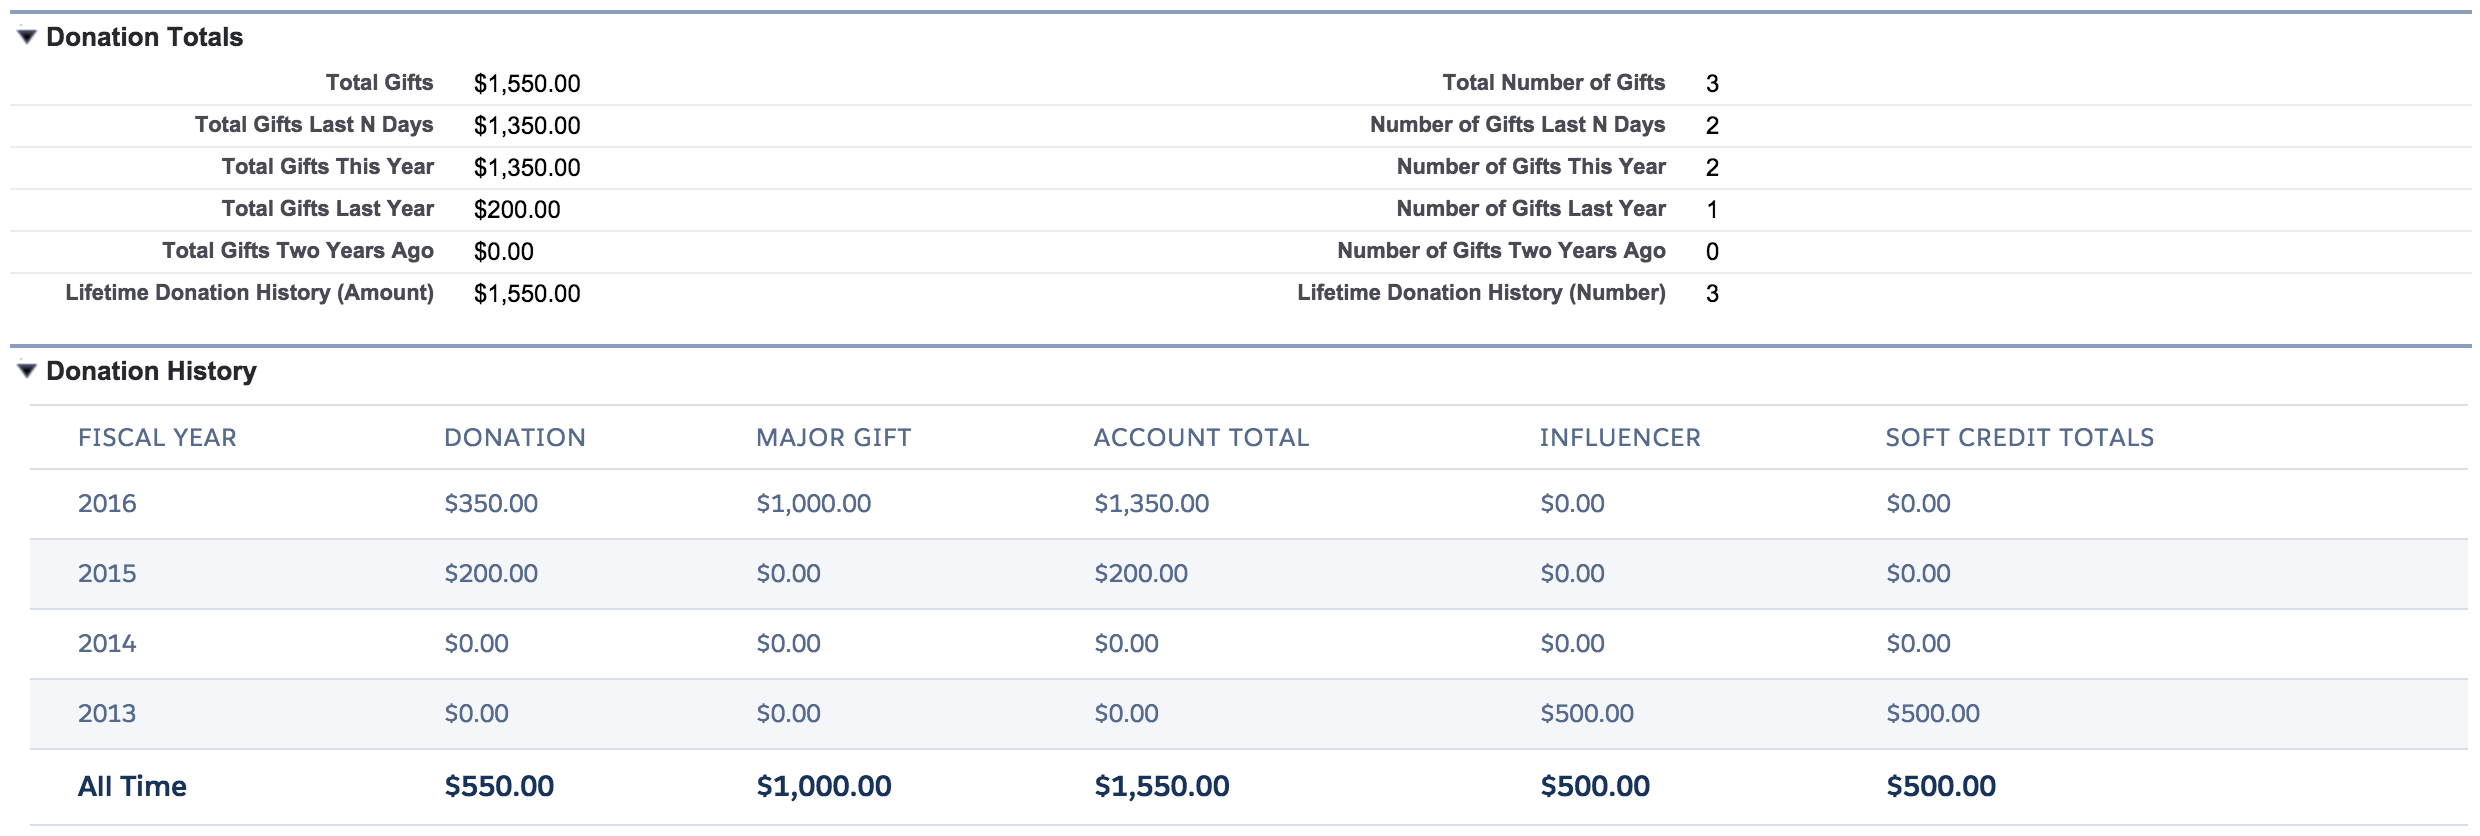 Donation Totals
Total Gifts $1,550.00 Total Number of Gifts 3
Total Gifts Last N Days $1,350.00 Number of Gifts Last N Days 2
Total Gifts This Year $1,350.00 Number of Gifts This Year 2
Total Gifts Last Year $200.00 Number of Gifts Last Year 1
Total Gifts Two Years Ago $0.00 Number of Gifts Two Years Ago 0
Lifetime Donation History (Amount) $1,550.00 Lifetime Donation History (Number) 3
Donation History
FISCAL YEAR DONATION MAJOR GIFT ACCOUNT TOTAL INFLUENCER SOFT CREDIT TOTALS
2016 $350.00 $1,000.00 $1,350.00 $0.00 $0.00
2015 $200.00 $0.00 $200.00 $0.00 $0.00
2014 $0.00 $0.00 $0.00 $0.00 $0.00
2013 $0.00 $0.00 $0.00 $500.00 $500.00
All Time $550.00 $1,000.00 $1,550.00 $500.00 $500.00